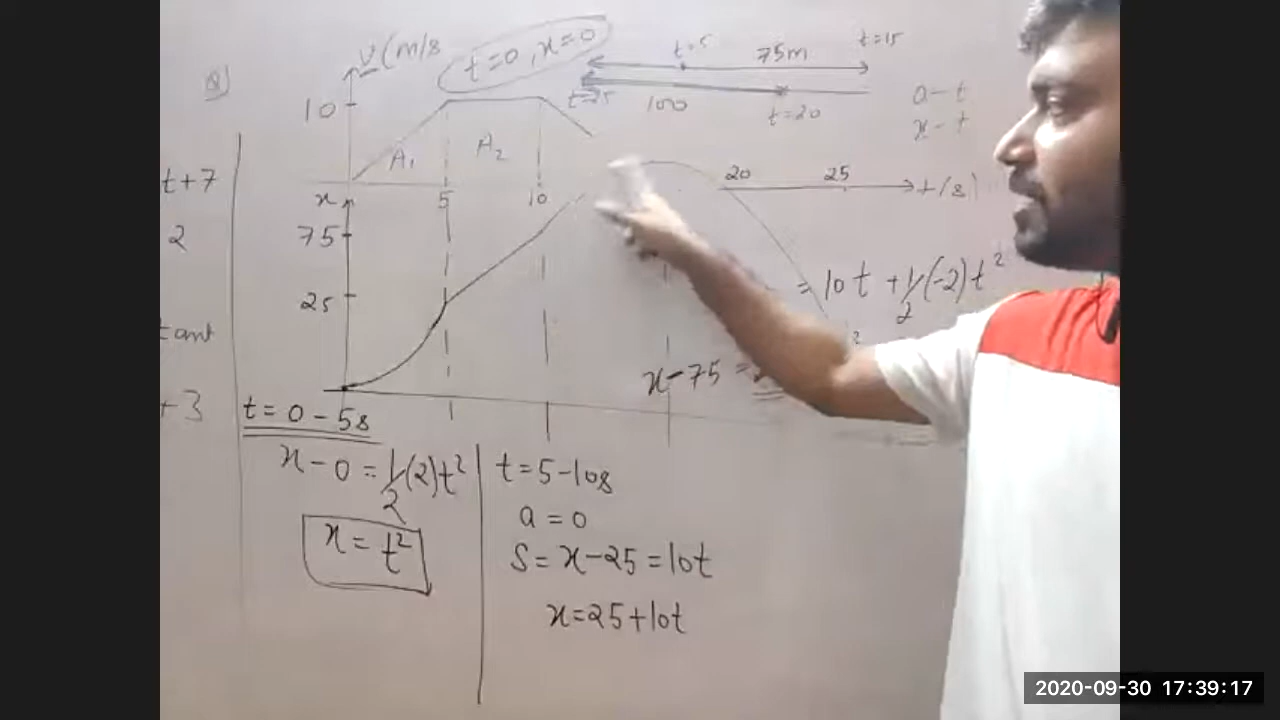 Q)
v(m/s
t=0, x=0
t=5
75m
t=15
10
t=25
100
t=20
a-t
x-t
A₁
A₂
t+7
5
10
20
25
t(s)
x
2
75
25
= 10t + 1/2(-2)t²
tant
2
x-75 =
+3
t = 0-5s
x-0 = 1/2(2)t²
x = t²
t = 5-10s
a = 0
S = x-25 = 10t
x = 25+10t
2020-09-30 17:39:17